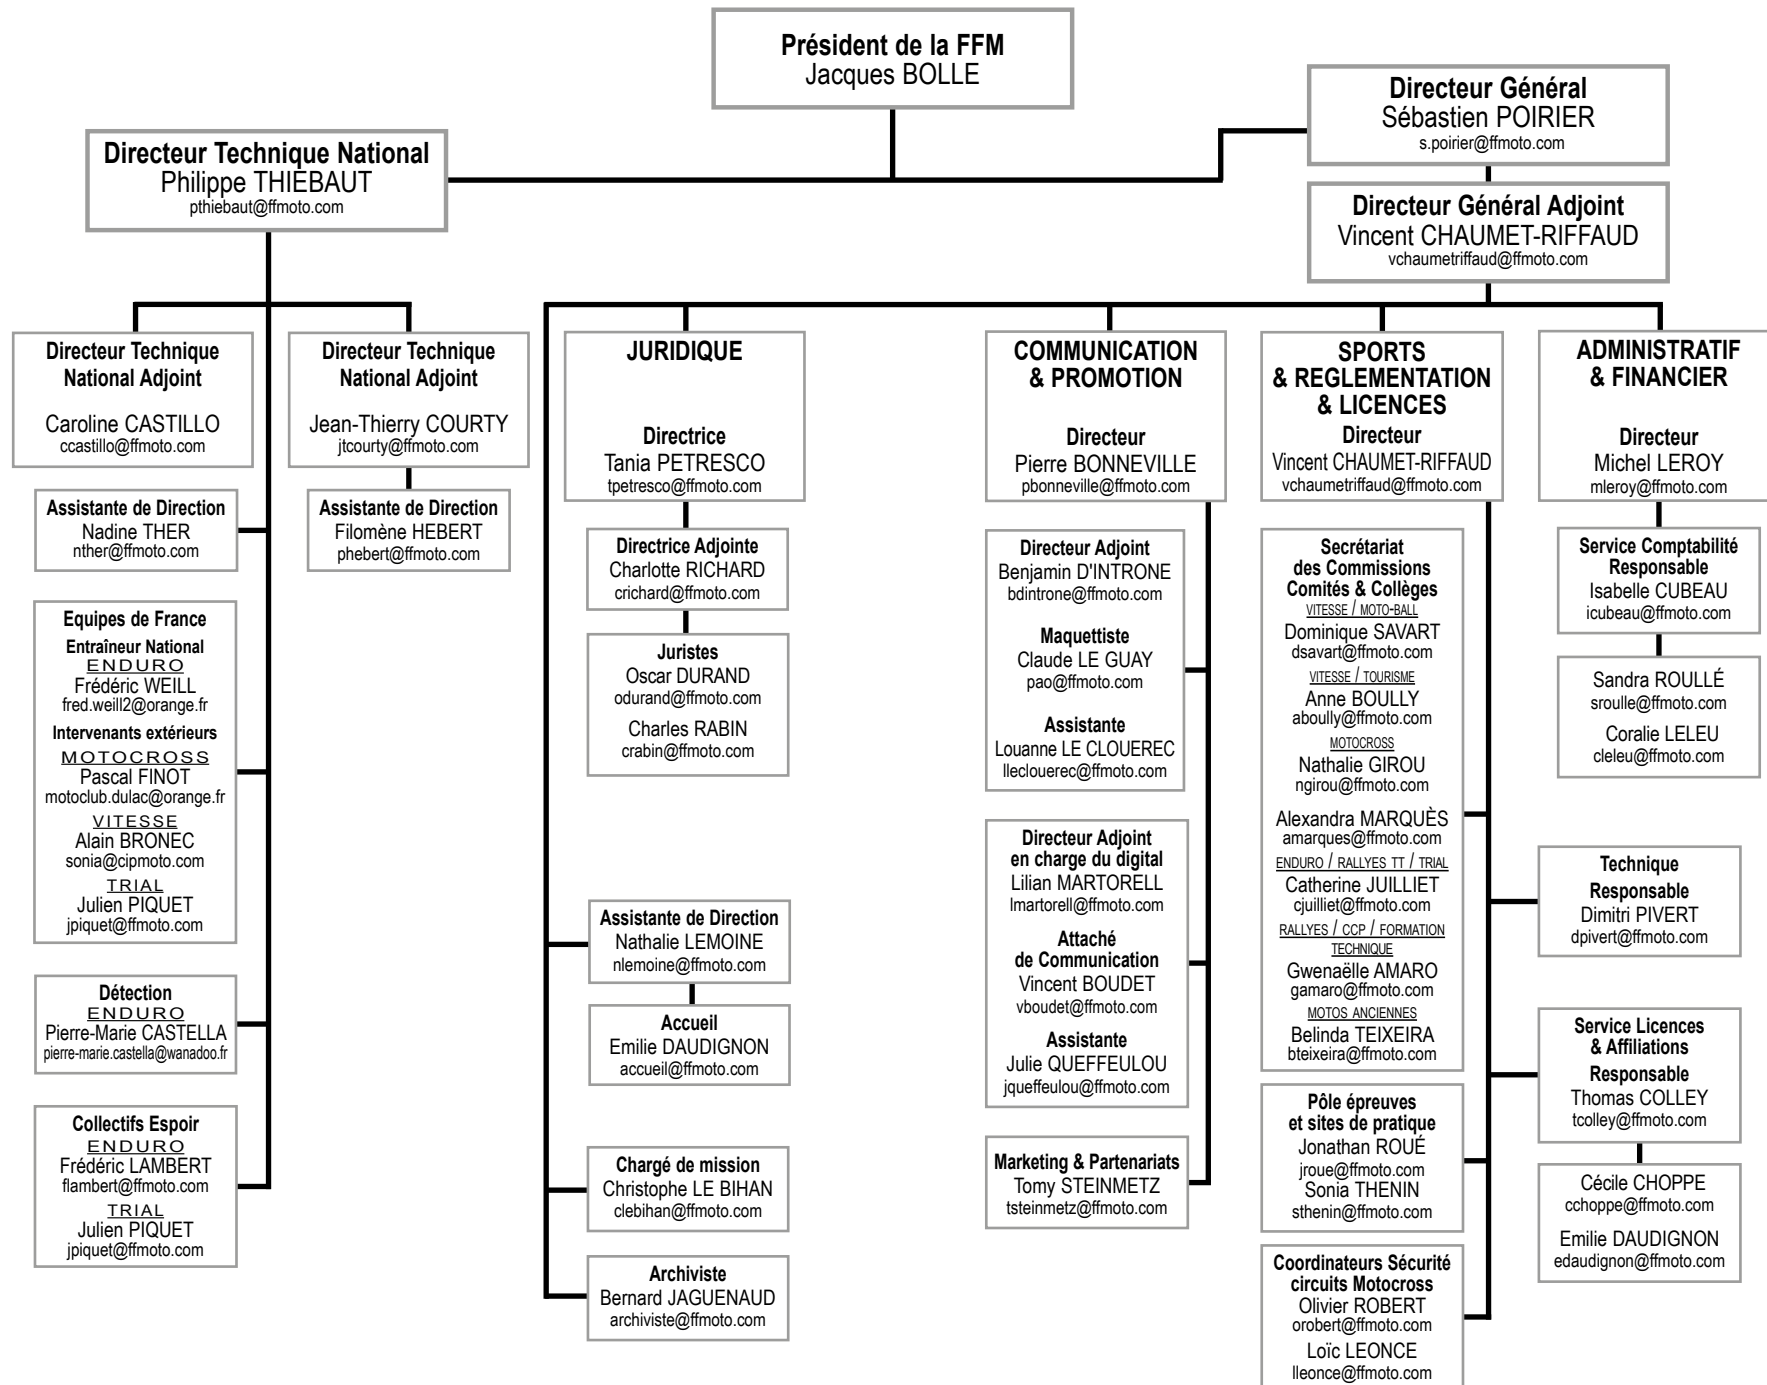 Président de la FFM
Jacques BOLLE
Directeur Général
Sébastien POIRIER
s.poirier@ffmoto.com
Directeur Technique National
Philippe THIEBAUT
pthiebaut@ffmoto.com
Directeur Général Adjoint
Vincent CHAUMET-RIFFAUD
vchaumetriffaud@ffmoto.com
Directeur Technique
National Adjoint
Caroline CASTILLO
ccastillo@ffmoto.com
Directeur Technique
National Adjoint
Jean-Thierry COURTY
jtcourty@ffmoto.com
Assistante de Direction
Nadine THER
nther@ffmoto.com
Assistante de Direction
Filomène HEBERT
phebert@ffmoto.com
Equipes de France
Entraîneur National
ENDURO
Frédéric WEILL
fred.weill2@orange.fr
Intervenants extérieurs
MOTOCROSS
Pascal FINOT
motoclub.dulac@orange.fr
VITESSE
Alain BRONEC
sonia@cipmoto.com
TRIAL
Julien PIQUET
jpiquet@ffmoto.com
Détection
ENDURO
Pierre-Marie CASTELLA
pierre-marie.castella@wanadoo.fr
Collectifs Espoir
ENDURO
Frédéric LAMBERT
flambert@ffmoto.com
TRIAL
Julien PIQUET
jpiquet@ffmoto.com
JURIDIQUE
Directrice
Tania PETRESCO
tpetresco@ffmoto.com
Directrice Adjointe
Charlotte RICHARD
crichard@ffmoto.com
Juristes
Oscar DURAND
odurand@ffmoto.com
Charles RABIN
crabin@ffmoto.com
Assistante de Direction
Nathalie LEMOINE
nlemoine@ffmoto.com
Accueil
Emilie DAUDIGNON
accueil@ffmoto.com
Chargé de mission
Christophe LE BIHAN
clebihan@ffmoto.com
Archiviste
Bernard JAGUENAUD
archiviste@ffmoto.com
COMMUNICATION
& PROMOTION
Directeur
Pierre BONNEVILLE
pbonneville@ffmoto.com
Directeur Adjoint
Benjamin D'INTRONE
bdintrone@ffmoto.com
Maquettiste
Claude LE GUAY
pao@ffmoto.com
Assistante
Louanne LE CLOUEREC
lleclouerec@ffmoto.com
Directeur Adjoint
en charge du digital
Lilian MARTORELL
lmartorell@ffmoto.com
Attaché
de Communication
Vincent BOUDET
vboudet@ffmoto.com
Assistante
Julie QUEFFEULOU
jqueffeulou@ffmoto.com
Marketing & Partenariats
Tomy STEINMETZ
tsteinmetz@ffmoto.com
SPORTS
& REGLEMENTATION
& LICENCES
Directeur
Vincent CHAUMET-RIFFAUD
vchaumetriffaud@ffmoto.com
Secrétariat
des Commissions
Comités & Collèges
VITESSE / MOTO-BALL
Dominique SAVART
dsavart@ffmoto.com
VITESSE / TOURISME
Anne BOULLY
aboully@ffmoto.com
MOTOCROSS
Nathalie GIROU
ngirou@ffmoto.com
Alexandra MARQUÈS
amarques@ffmoto.com
ENDURO / RALLYES TT / TRIAL
Catherine JUILLIET
cjuilliet@ffmoto.com
RALLYES / CCP / FORMATION
TECHNIQUE
Gwenaëlle AMARO
gamaro@ffmoto.com
MOTOS ANCIENNES
Belinda TEIXEIRA
bteixeira@ffmoto.com
Pôle épreuves
et sites de pratique
Jonathan ROUÉ
jroue@ffmoto.com
Sonia THENIN
sthenin@ffmoto.com
Coordinateurs Sécurité
circuits Motocross
Olivier ROBERT
orobert@ffmoto.com
Loïc LEONCE
lleonce@ffmoto.com
ADMINISTRATIF
& FINANCIER
Directeur
Michel LEROY
mleroy@ffmoto.com
Service Comptabilité
Responsable
Isabelle CUBEAU
icubeau@ffmoto.com
Sandra ROULLÉ
sroulle@ffmoto.com
Coralie LELEU
cleleu@ffmoto.com
Technique
Responsable
Dimitri PIVERT
dpivert@ffmoto.com
Service Licences
& Affiliations
Responsable
Thomas COLLEY
tcolley@ffmoto.com
Cécile CHOPPE
cchoppe@ffmoto.com
Emilie DAUDIGNON
edaudignon@ffmoto.com